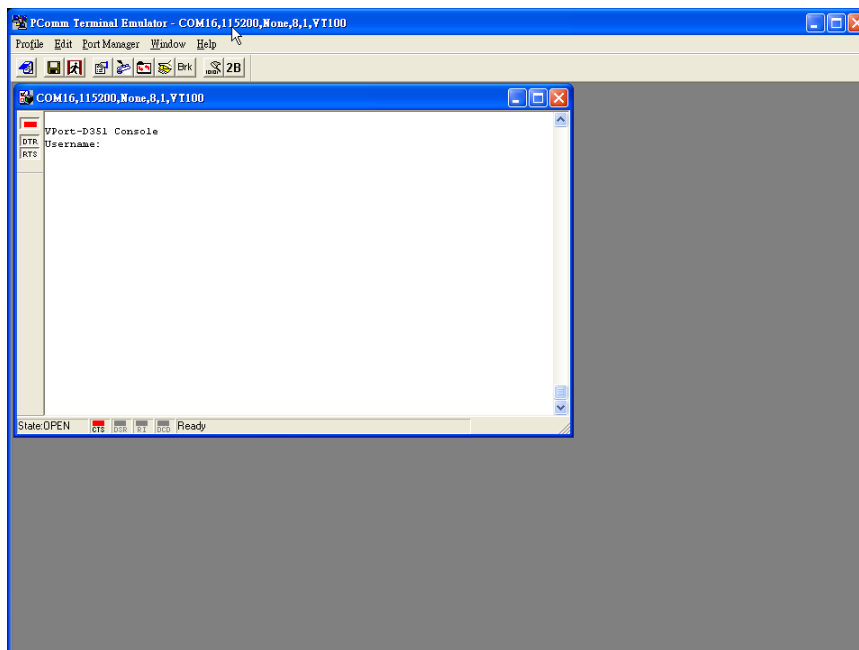 PComm Terminal Emulator - COM16,115200,None,8,1,VT100
Profile Edit Port Manager Window Help
Brk 2B
COM16,115200,None,8,1,VT100
VPort-D351 Console
DTR
Username:
RTS
State:OPEN CTS DSR RI DCD Ready